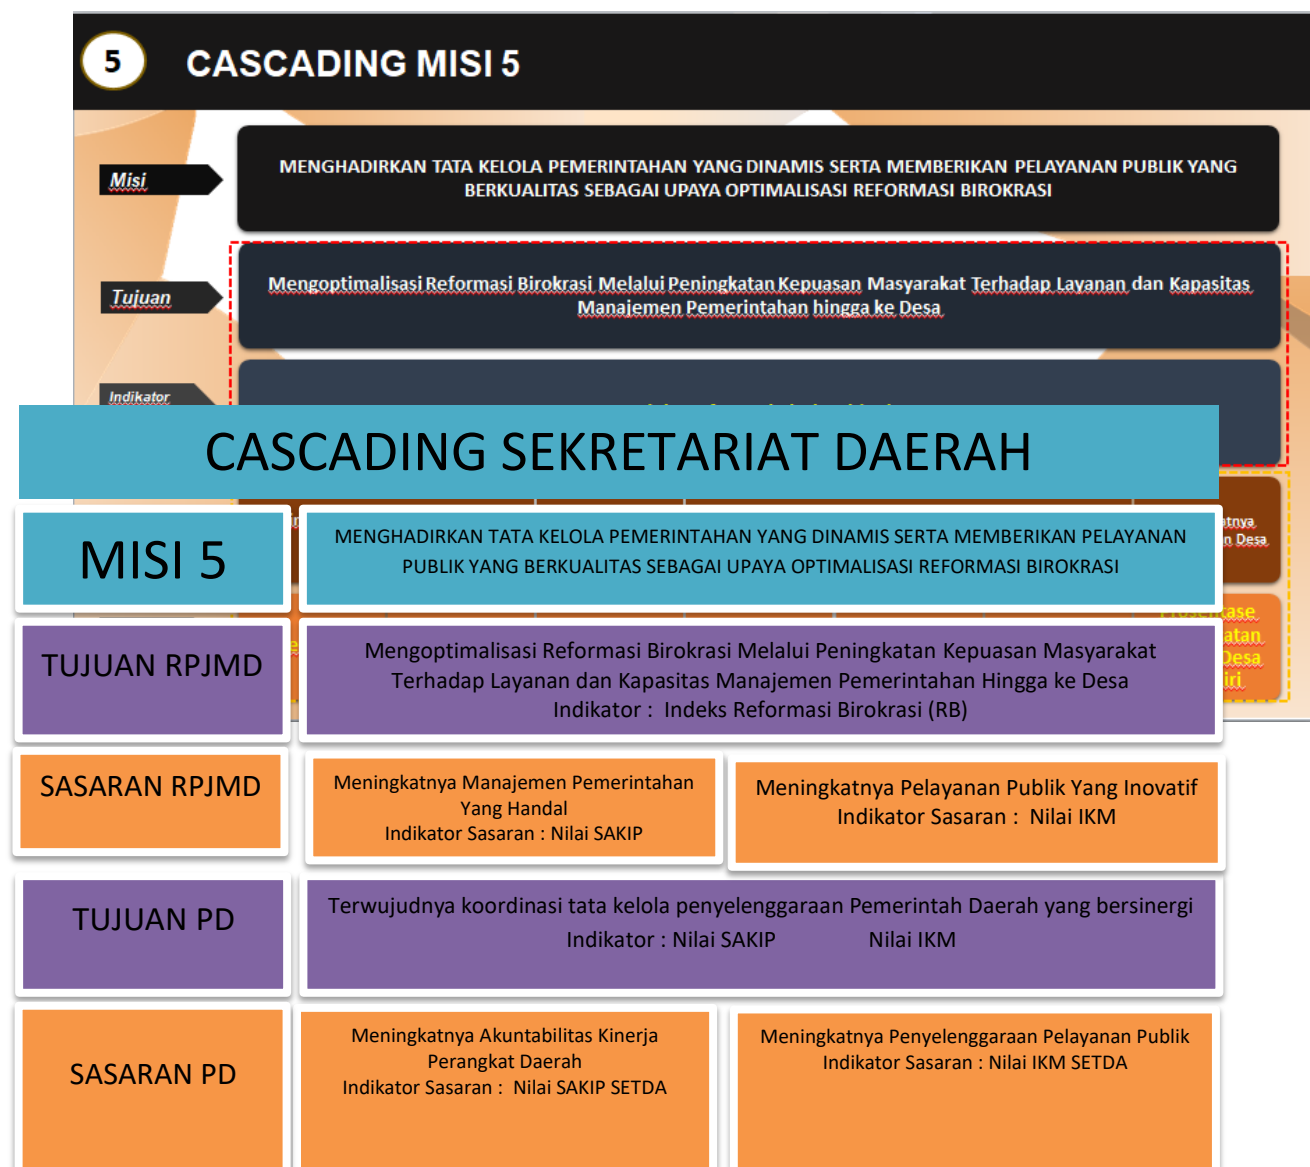 5
CASCADING MISI 5
Misi
MENGHADIRKAN TATA KELOLA PEMERINTAHAN YANG DINAMIS SERTA MEMBERIKAN PELAYANAN PUBLIK YANG
BERKUALITAS SEBAGAI UPAYA OPTIMALISASI REFORMASI BIROKRASI
Tujuan
Mengoptimalisasi Reformasi Birokrasi Melalui Peningkatan Kepuasan Masyarakat Terhadap Layanan dan Kapasitas
Manajemen Pemerintahan hingga ke Desa
Indikator
CASCADING SEKRETARIAT DAERAH
MISI 5
MENGHADIRKAN TATA KELOLA PEMERINTAHAN YANG DINAMIS SERTA MEMBERIKAN PELAYANAN
PUBLIK YANG BERKUALITAS SEBAGAI UPAYA OPTIMALISASI REFORMASI BIROKRASI
atnya
n Desa
atan
Desa
iri
TUJUAN RPJMD
Mengoptimalisasi Reformasi Birokrasi Melalui Peningkatan Kepuasan Masyarakat
Terhadap Layanan dan Kapasitas Manajemen Pemerintahan Hingga ke Desa
Indikator : Indeks Reformasi Birokrasi (RB)
SASARAN RPJMD
Meningkatnya Manajemen Pemerintahan
Yang Handal
Indikator Sasaran : Nilai SAKIP
Meningkatnya Pelayanan Publik Yang Inovatif
Indikator Sasaran : Nilai IKM
TUJUAN PD
Terwujudnya koordinasi tata kelola penyelenggaraan Pemerintah Daerah yang bersinergi
Indikator : Nilai SAKIP Nilai IKM
SASARAN PD
Meningkatnya Akuntabilitas Kinerja
Perangkat Daerah
Indikator Sasaran : Nilai SAKIP SETDA
Meningkatnya Penyelenggaraan Pelayanan Publik
Indikator Sasaran : Nilai IKM SETDA